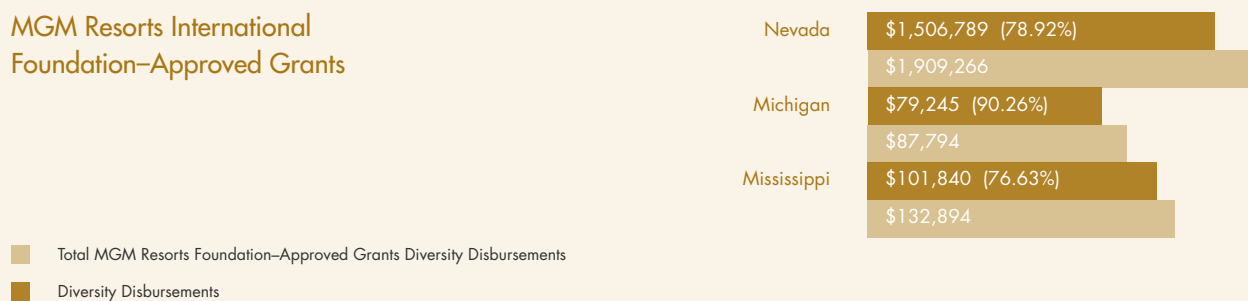 MGM Resorts International
Foundation–Approved Grants
Nevada
$1,506,789 (78.92%)
$1,909,266
Michigan
$79,245 (90.26%)
$87,794
Mississippi
$101,840 (76.63%)
$132,894
Total MGM Resorts Foundation–Approved Grants Diversity Disbursements
Diversity Disbursements